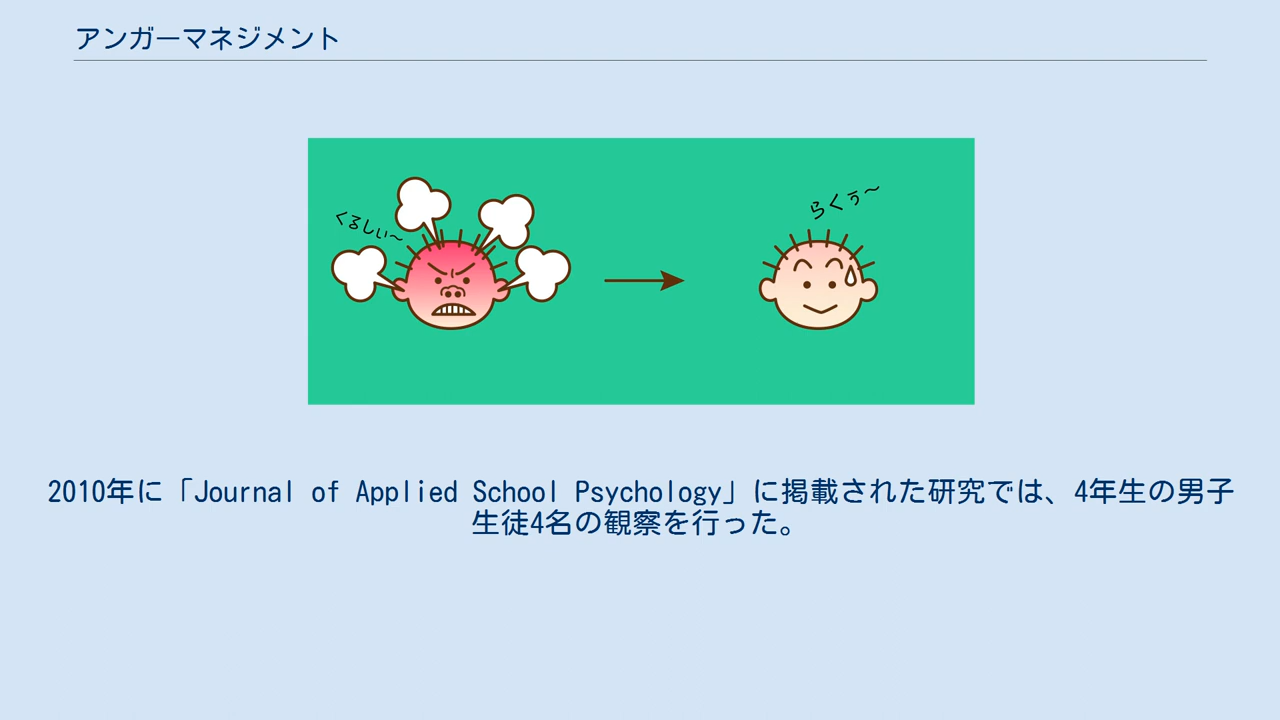 アンガーマネジメント
くるしぃ〜
らくぅ〜
2010年に「Journal of Applied School Psychology」に掲載された研究では、4年生の男子
生徒4名の観察を行った。